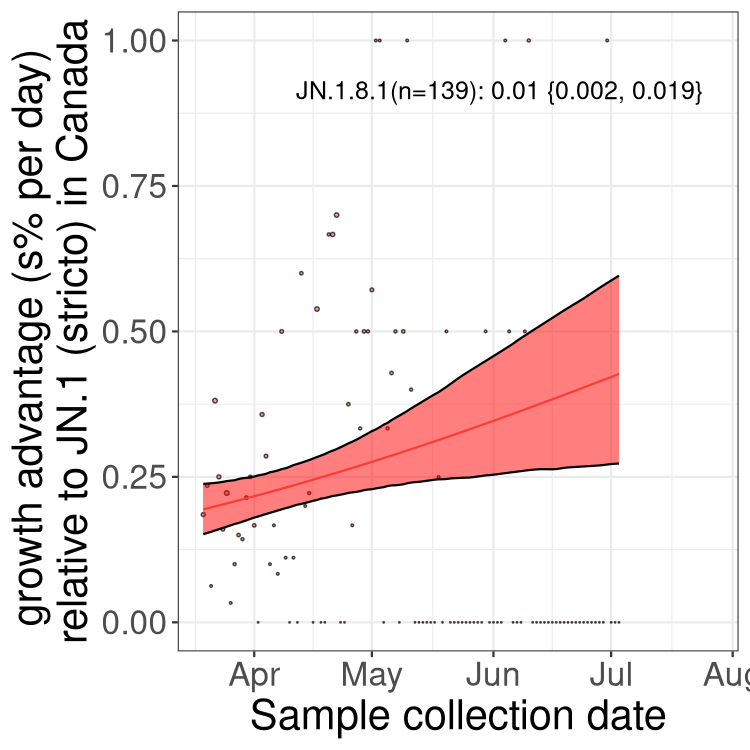 growth advantage (s% per day)
relative to JN.1 (stricto) in Canada
1.00
0.75
0.50
0.25
0.00
JN.1.8.1(n=139): 0.01 {0.002, 0.019}
Apr May Jun Jul Aug
Sample collection date